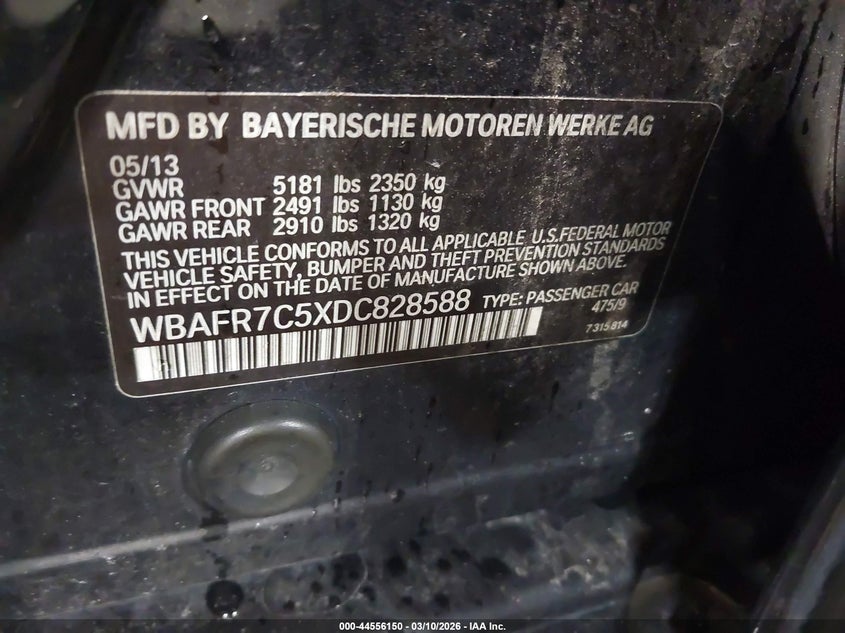 MFD BY BAYERISCHE MOTOREN WERKE AG
05/13
GVWR 5181 lbs 2350 kg
GAWR FRONT 2491 lbs 1130 kg
GAWR REAR 2910 lbs 1320 kg
THIS VEHICLE CONFORMS TO ALL APPLICABLE U.S.FEDERAL MOTOR
VEHICLE SAFETY, BUMPER AND THEFT PREVENTION STANDARDS
IN EFFECT ON THE DATE OF MANUFACTURE SHOWN ABOVE.
WBAFR7C5XDC828588 TYPE: PASSENGER CAR
475/9
7315814
000-44556150 - 03/10/2026 - IAA Inc.